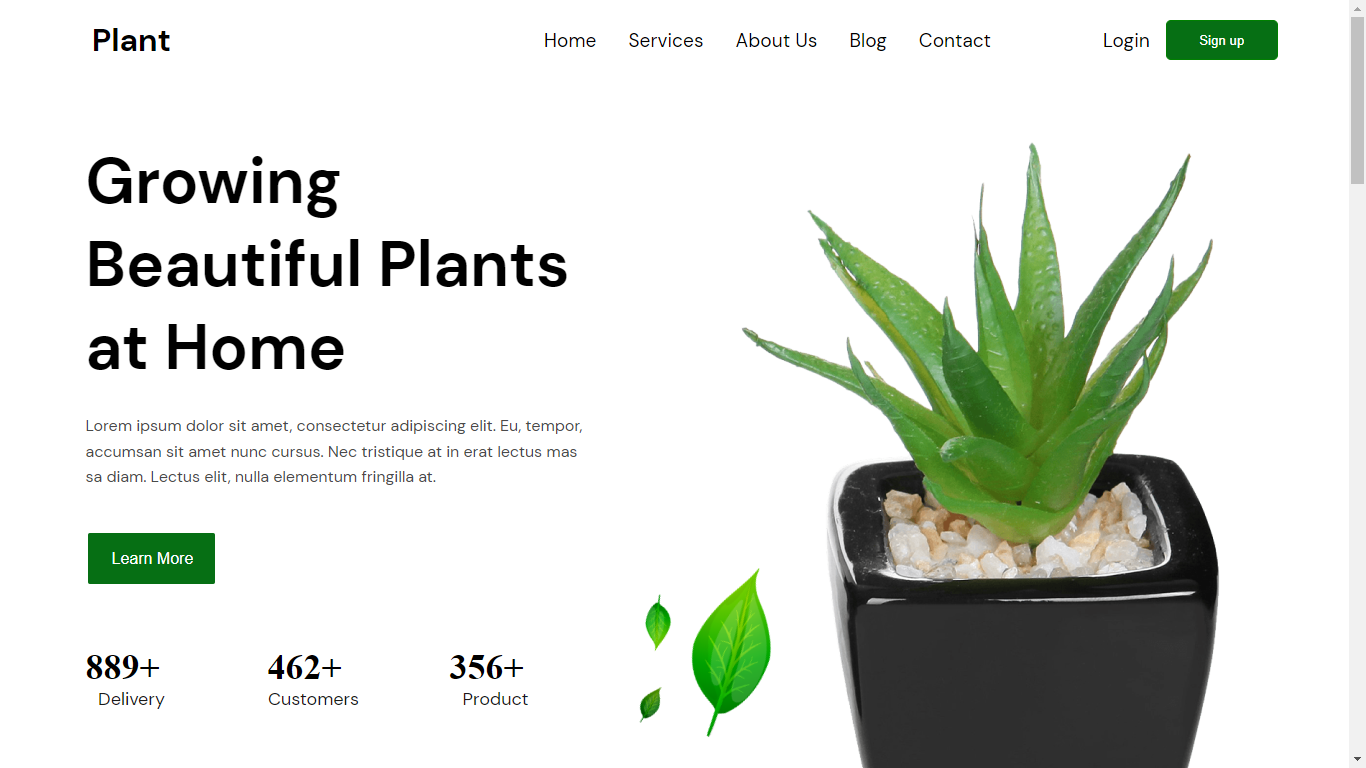 Plant
Home Services About Us Blog Contact
Login Sign up
Growing
Beautiful Plants
at Home
Lorem ipsum dolor sit amet, consectetur adipiscing elit. Eu, tempor,
accumsan sit amet nunc cursus. Nec tristique at in erat lectus mas
sa diam. Lectus elit, nulla elementum fringilla at.
Learn More
889+ 462+ 356+
Delivery Customers Product